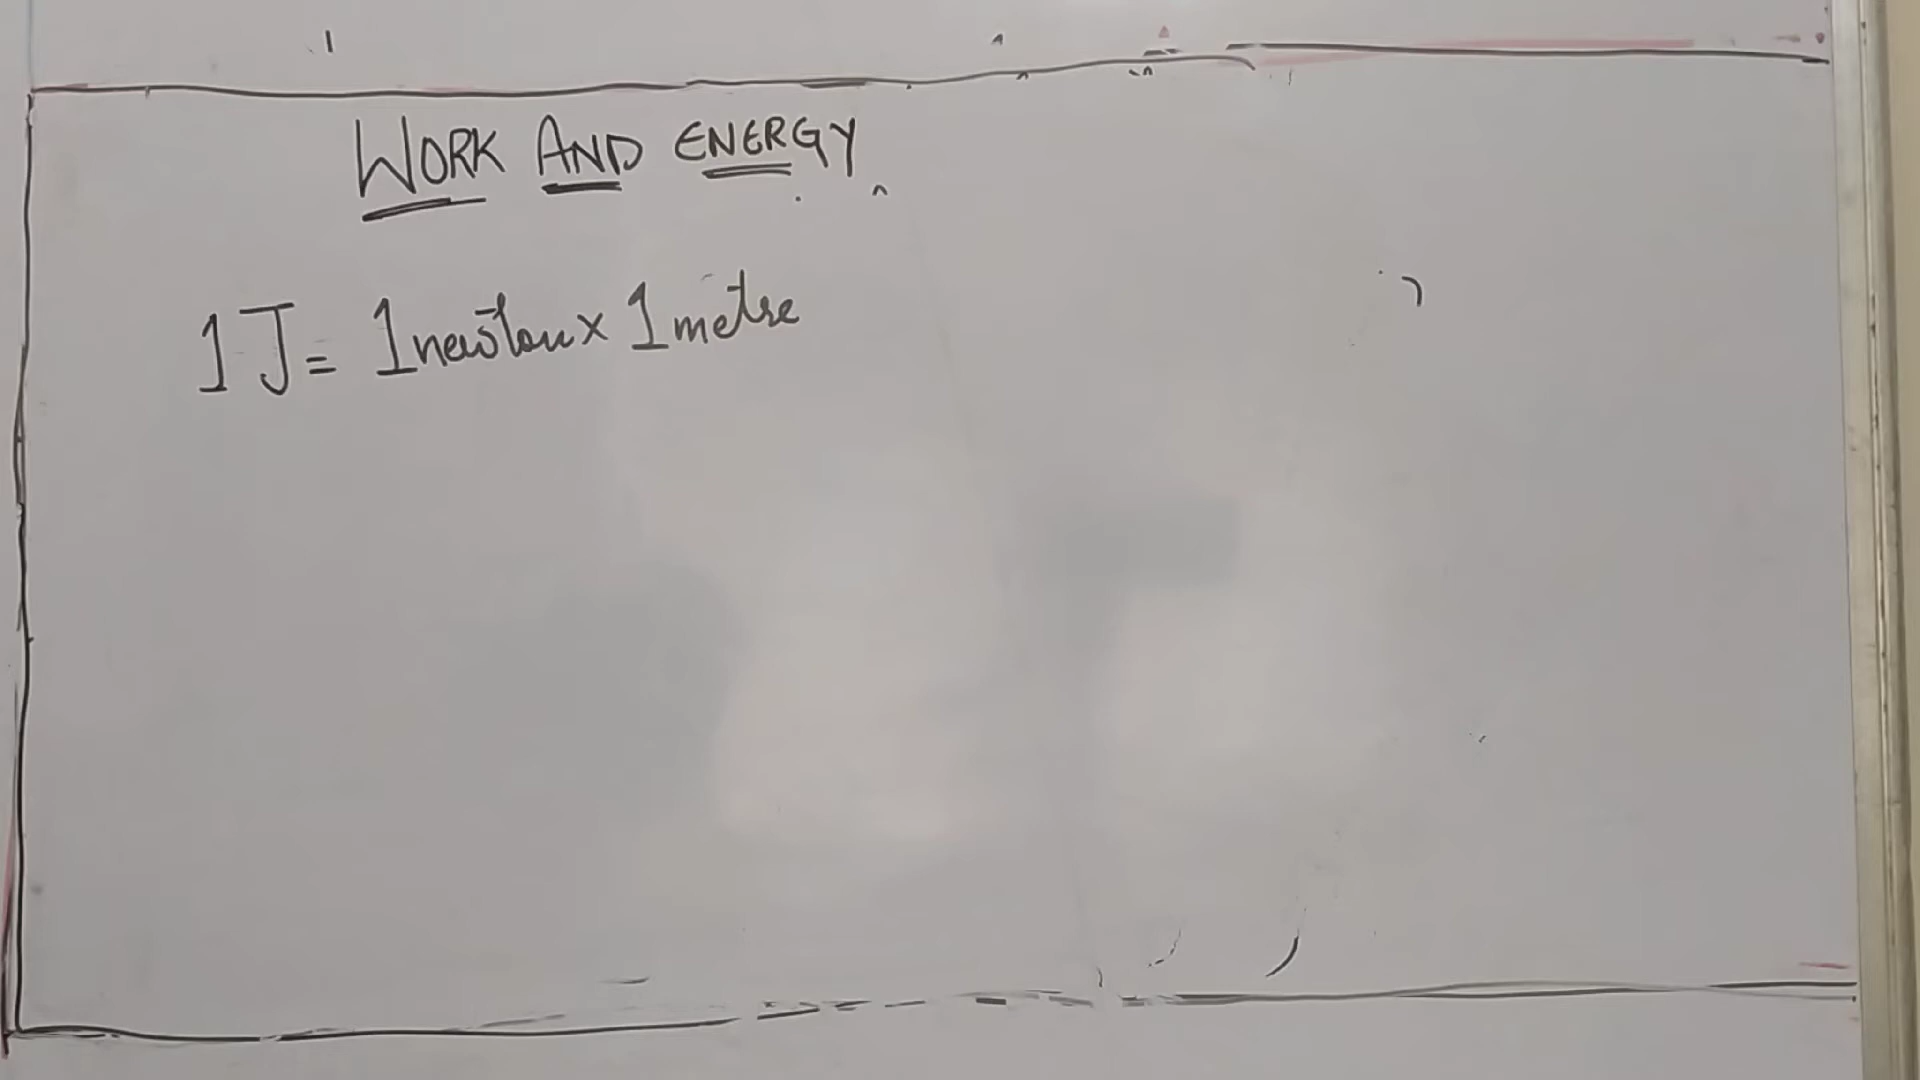 WORK AND ENERGY
1 J = 1 newton x 1 metre